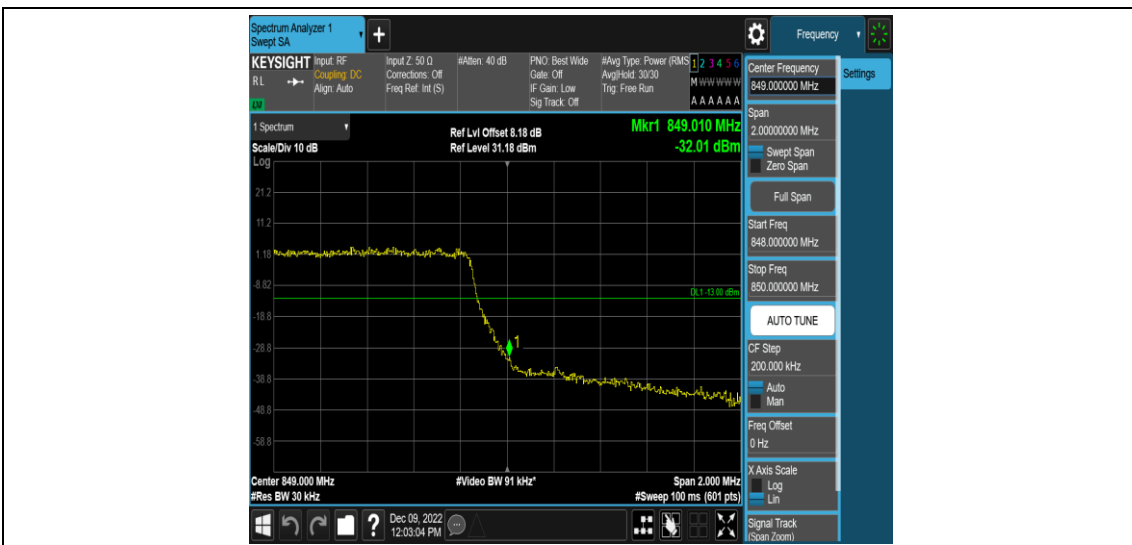 Spectrum Analyzer 1
Swept SA
+
Frequency
KEYSIGHT
RL
LXI
Input: RF
Coupling: DC
Align: Auto
Input Z: 50 Ω
Corrections: Off
Freq Ref: Int (S)
#Atten: 40 dB
PNO: Best Wide
Gate: Off
IF Gain: Low
Sig Track: Off
#Avg Type: Power (RMS
Avg|Hold: 30/30
Trig: Free Run
1 2 3 4 5 6
M W W W W W
A A A A A A
1 Spectrum
Scale/Div 10 dB
Log
Ref Lvl Offset 8.18 dB
Ref Level 31.18 dBm
Mkr1 849.010 MHz
-32.01 dBm
21.2
11.2
1.18
-8.82
-18.8
-28.8
-38.8
-48.8
-58.8
DL1 -13.00 dBm
1
Center 849.000 MHz
#Res BW 30 kHz
#Video BW 91 kHz*
Span 2.000 MHz
#Sweep 100 ms (601 pts)
?
Dec 09, 2022
12:03:04 PM
Center Frequency
849.000000 MHz
Span
2.00000000 MHz
Swept Span
Zero Span
Full Span
Start Freq
848.000000 MHz
Stop Freq
850.000000 MHz
AUTO TUNE
CF Step
200.000 kHz
Auto
Man
Freq Offset
0 Hz
X Axis Scale
Log
Lin
Signal Track
(Span Zoom)
Settings